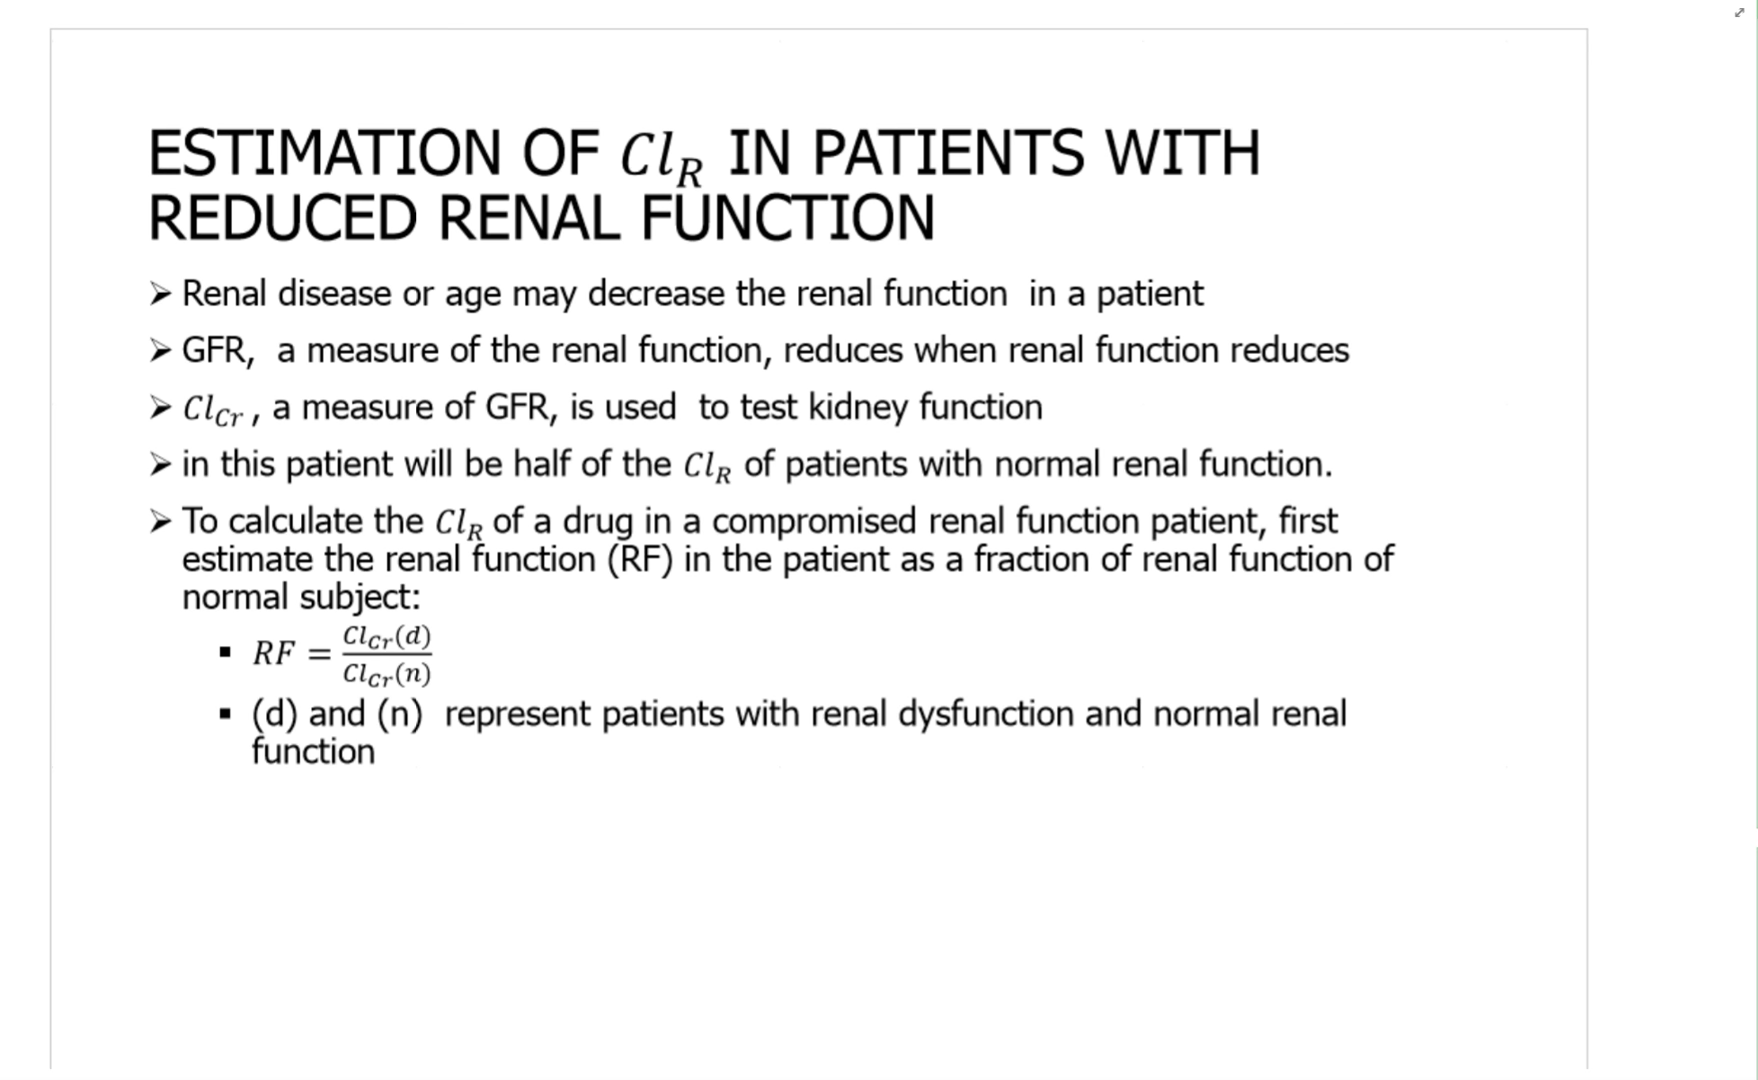 ESTIMATION OF Cl_R IN PATIENTS WITH
REDUCED RENAL FUNCTION
➢ Renal disease or age may decrease the renal function in a patient
➢ GFR, a measure of the renal function, reduces when renal function reduces
➢ Cl_Cr , a measure of GFR, is used to test kidney function
➢ in this patient will be half of the Cl_R of patients with normal renal function.
➢ To calculate the Cl_R of a drug in a compromised renal function patient, first
estimate the renal function (RF) in the patient as a fraction of renal function of
normal subject:
▪ RF = Cl_Cr(d) / Cl_Cr(n)
▪ (d) and (n) represent patients with renal dysfunction and normal renal
function